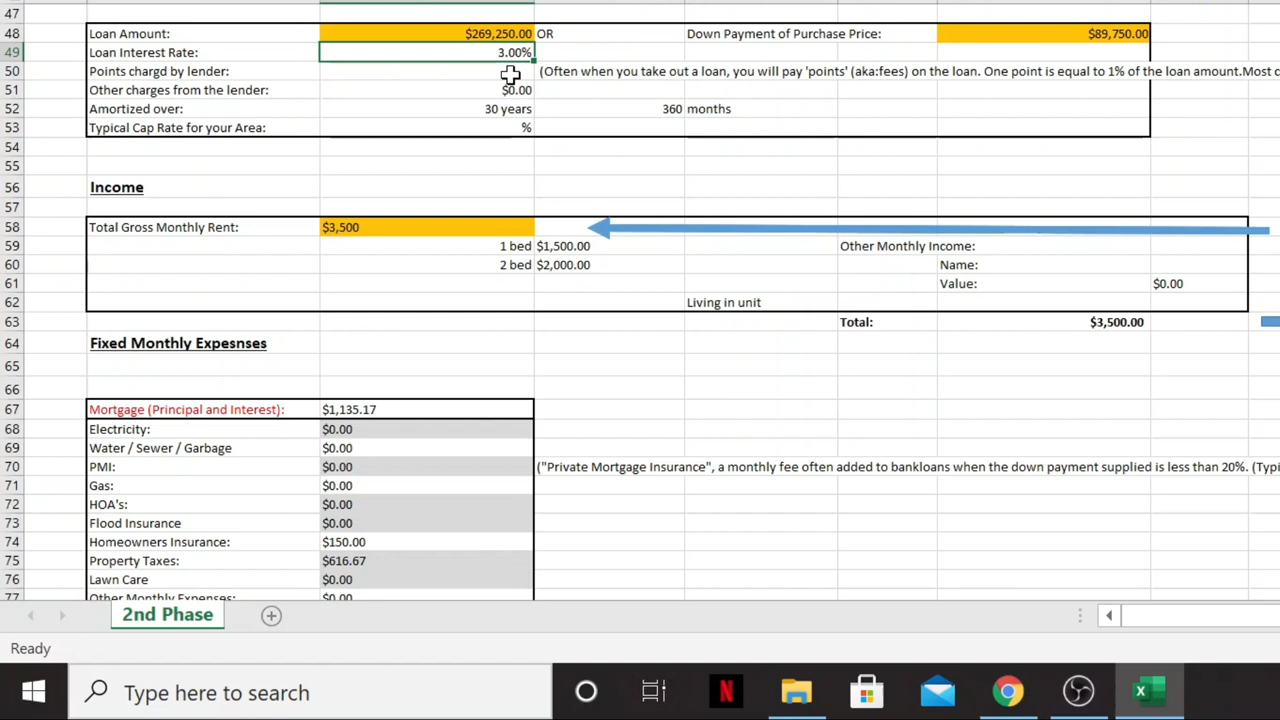 47
48 Loan Amount: $269,250.00 OR Down Payment of Purchase Price: $89,750.00
49 Loan Interest Rate: 3.00%
50 Points chargd by lender: (Often when you take out a loan, you will pay 'points' (aka:fees) on the loan. One point is equal to 1% of the loan amount.Most
51 Other charges from the lender: $0.00
52 Amortized over: 30 years 360 months
53 Typical Cap Rate for your Area: %
54
55
56 Income
57
58 Total Gross Monthly Rent: $3,500
59 1 bed $1,500.00 Other Monthly Income:
60 2 bed $2,000.00 Name:
61 Value: $0.00
62 Living in unit
63 Total: $3,500.00
64 Fixed Monthly Expesnses
65
66
67 Mortgage (Principal and Interest): $1,135.17
68 Electricity: $0.00
69 Water / Sewer / Garbage $0.00
70 PMI: $0.00 ("Private Mortgage Insurance", a monthly fee often added to bankloans when the down payment supplied is less than 20%.
71 Gas: $0.00
72 HOA's: $0.00
73 Flood Insurance $0.00
74 Homeowners Insurance: $150.00
75 Property Taxes: $616.67
76 Lawn Care $0.00
77 Other Monthly Expenses: $0.00
2nd Phase
Ready
Type here to search
N